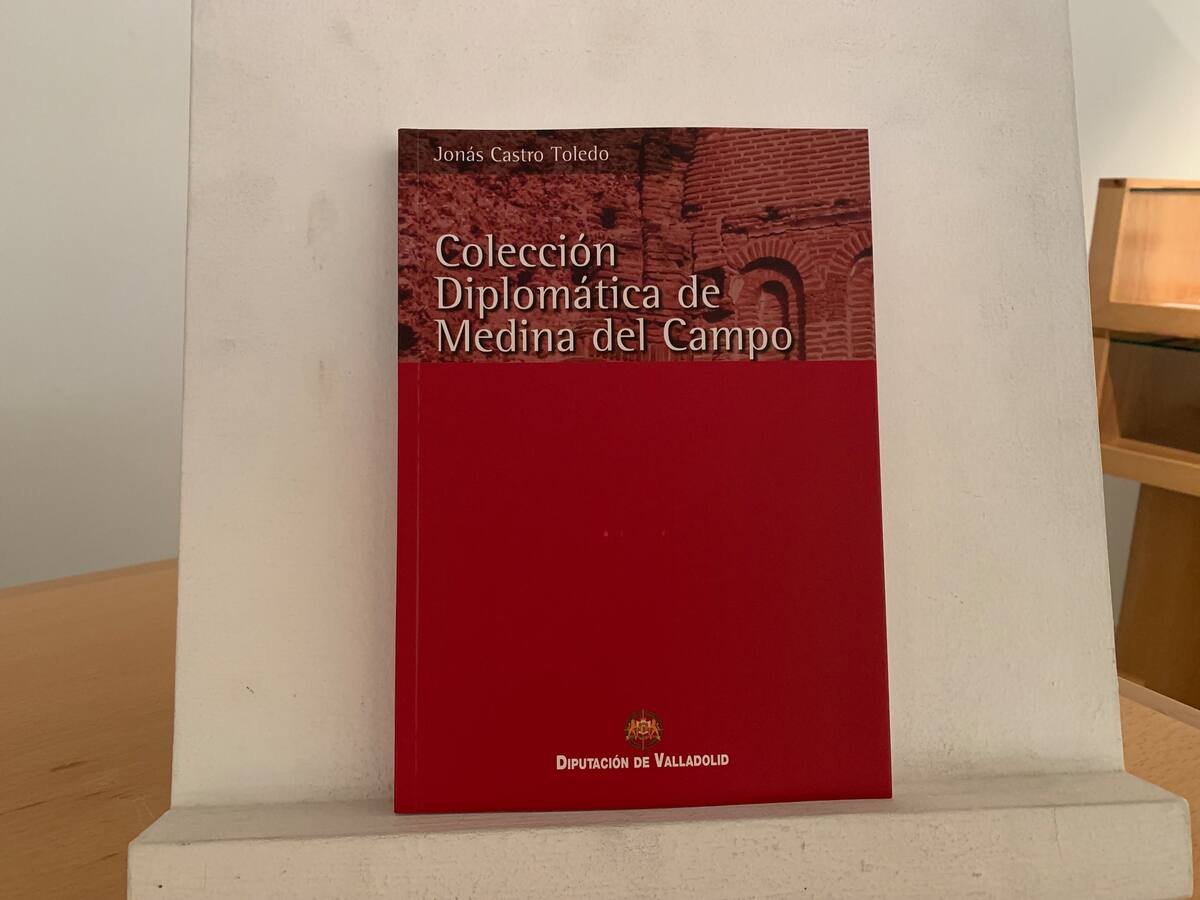 Jonás Castro Toledo
Colección
Diplomática de
Medina del Campo
DIPUTACIÓN DE VALLADOLID